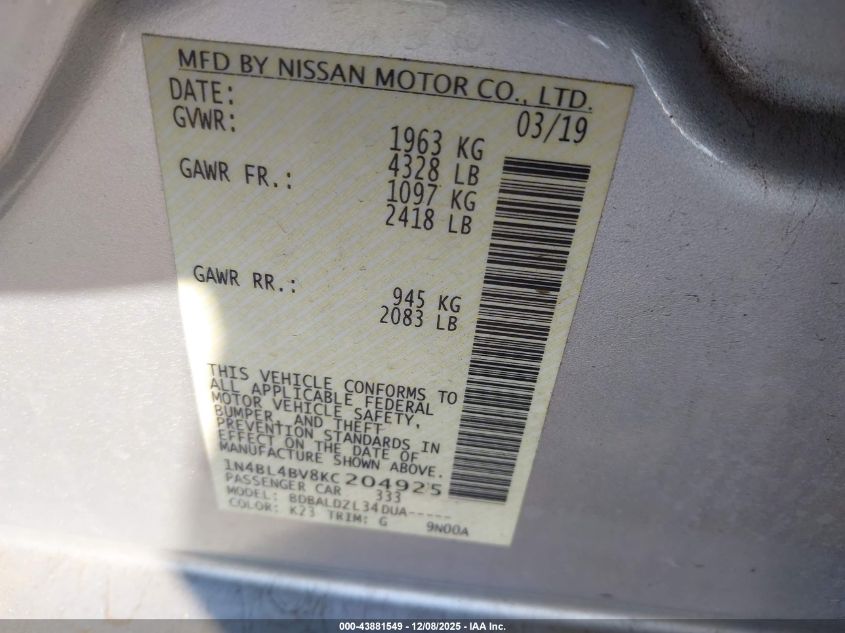 MFD BY NISSAN MOTOR CO., LTD.
DATE: 03/19
GVWR: 1963 KG
4328 LB
GAWR FR.: 1097 KG
2418 LB
GAWR RR.: 945 KG
2083 LB
THIS VEHICLE CONFORMS TO
ALL APPLICABLE FEDERAL
MOTOR VEHICLE SAFETY,
BUMPER, AND THEFT
PREVENTION STANDARDS IN
EFFECT ON THE DATE OF
MANUFACTURE SHOWN ABOVE.
1N4BL4BV8KC204925
PASSENGER CAR 333
MODEL: BDBALDZL34DUA-----
COLOR: K23 TRIM: G 9N00A
000-43881549 - 12/08/2025 - IAA Inc.